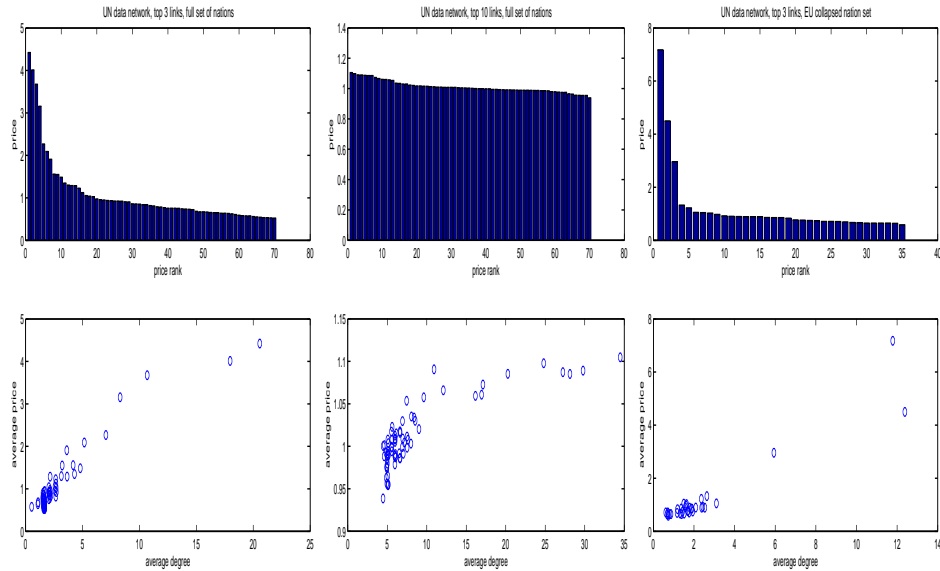 UN data network, top 3 links, full set of nations
5
4
3
2
1
0
price
0 10 20 30 40 50 60 70 80
price rank
UN data network, top 10 links, full set of nations
1.4
1.2
1
0.8
0.6
0.4
0.2
0
price
0 10 20 30 40 50 60 70 80
price rank
UN data network, top 3 links, EU collapsed nation set
8
6
4
2
0
price
0 5 10 15 20 25 30 35 40
price rank
5
4
3
2
1
0
average price
0 5 10 15 20 25
average degree
1.15
1.1
1.05
1
0.95
0.9
average price
0 5 10 15 20 25 30 35
average degree
8
6
4
2
0
average price
0 2 4 6 8 10 12 14
average degree